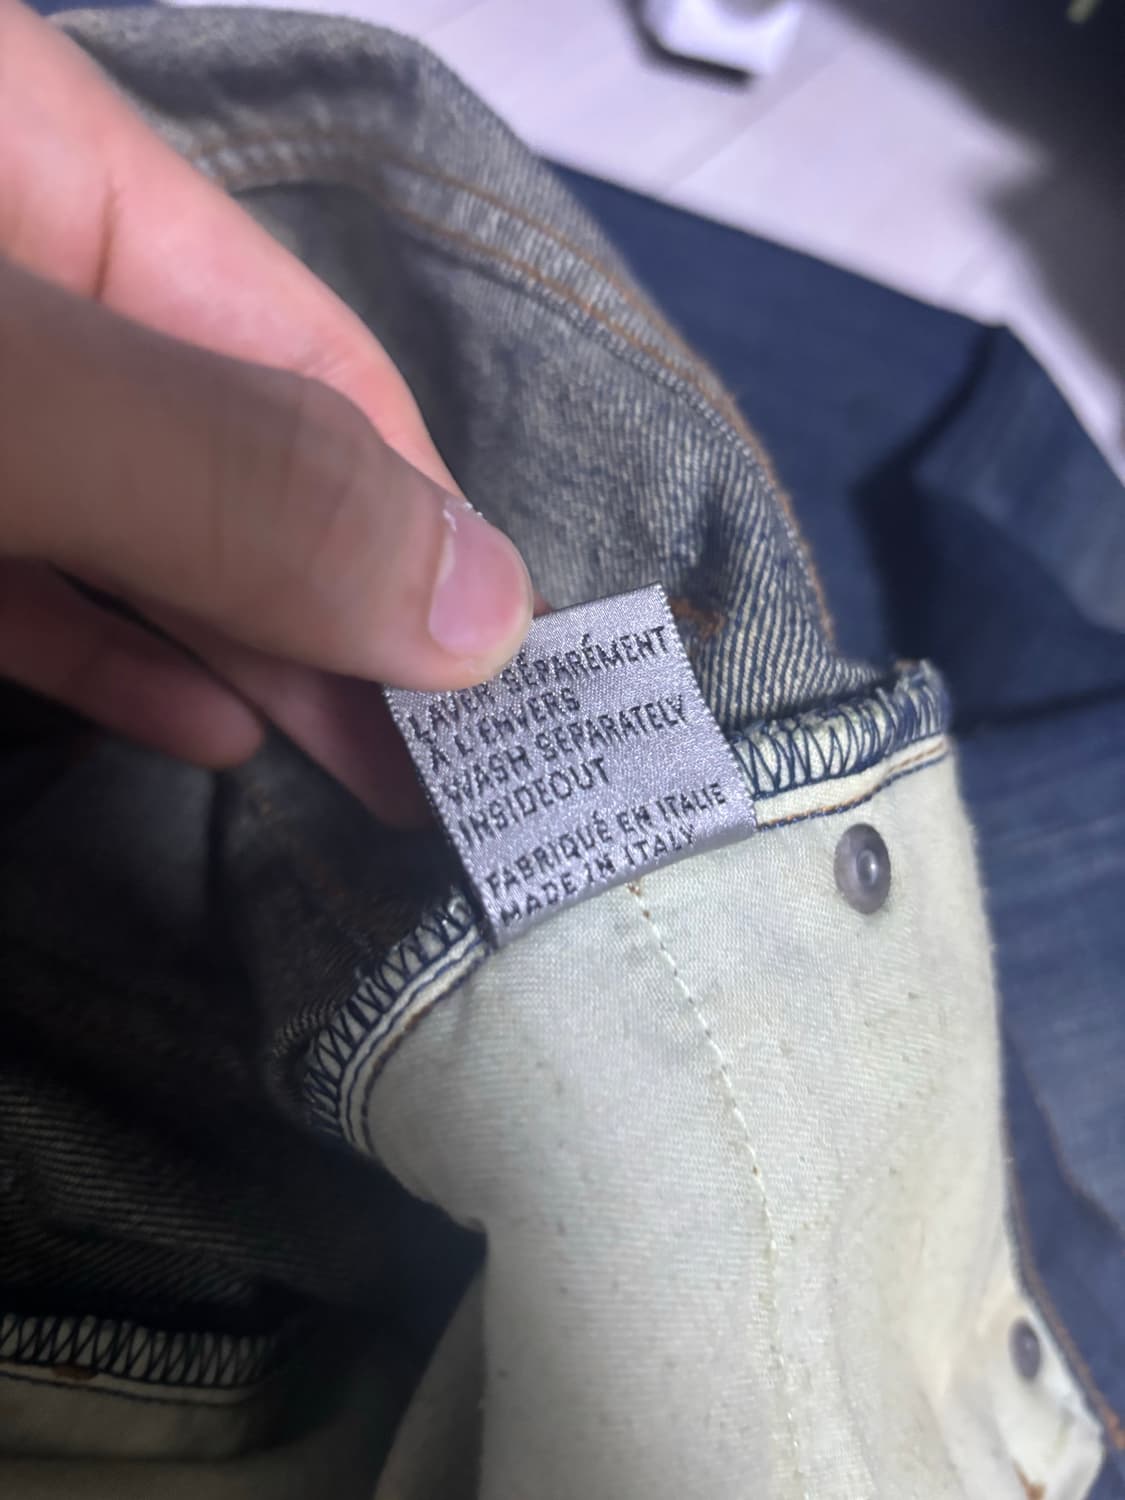 LAVER SÉPARÉMENT
À L'ENVERS
WASH SEPARATELY
INSIDEOUT
FABRIQUÉ EN ITALIE
MADE IN ITALY